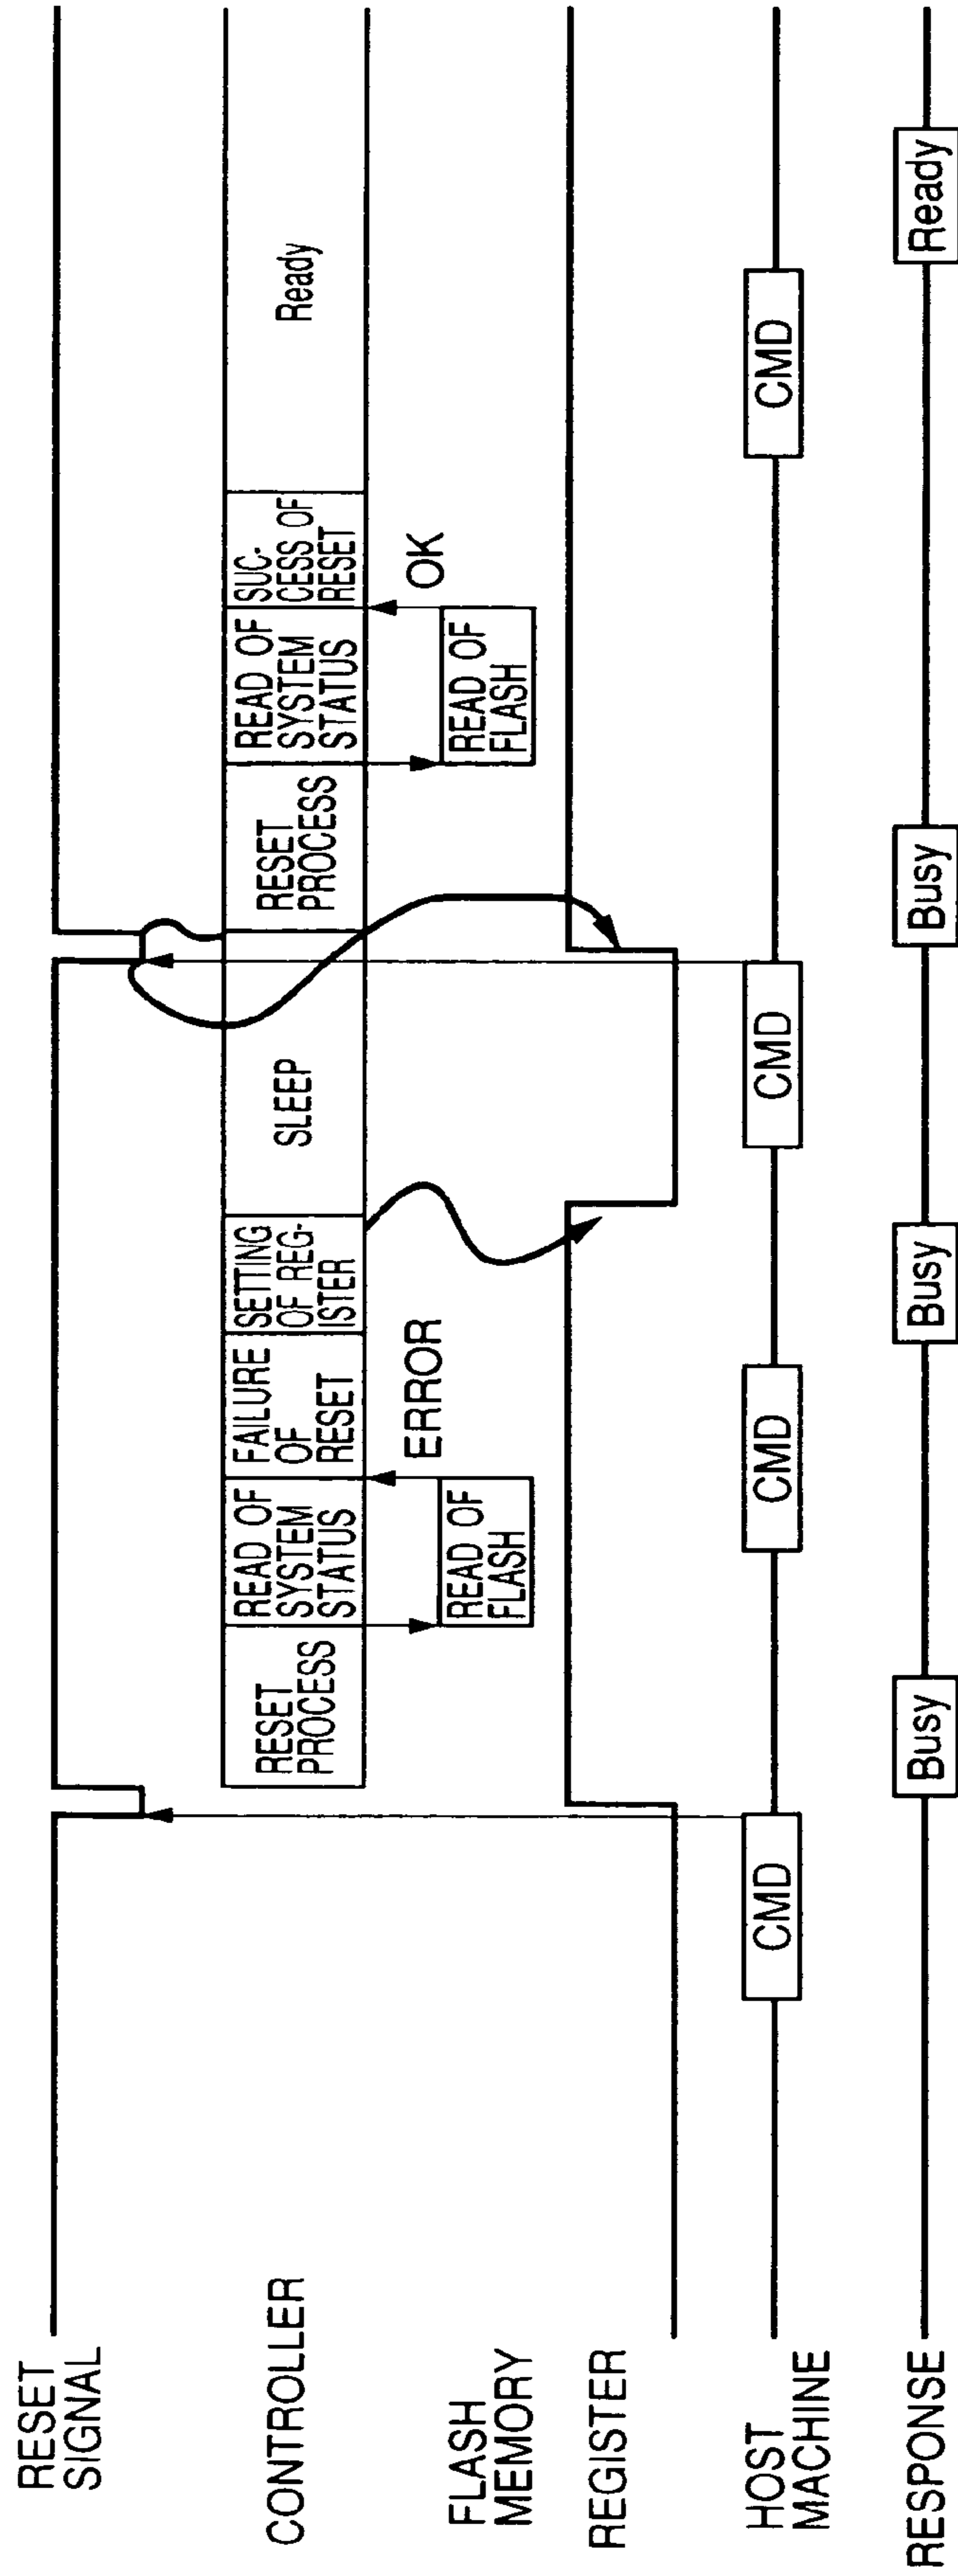 RESET
SIGNAL
CONTROLLER
RESET
PROCESS
READ OF
SYSTEM
STATUS
FAILURE
OF
RESET
SETTING
OF REG-
ISTER
SLEEP
RESET
PROCESS
READ OF
SYSTEM
STATUS
SUC-
CESS OF
RESET
Ready
FLASH
MEMORY
READ OF
FLASH
ERROR
READ OF
FLASH
OK
REGISTER
HOST
MACHINE
CMD
CMD
CMD
CMD
RESPONSE
Busy
Busy
Busy
Ready